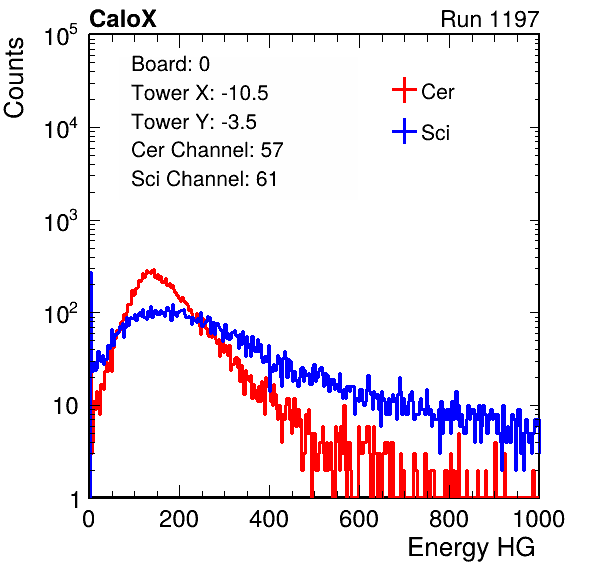 CaloX Run 1197
Counts
10^5
10^4
10^3
10^2
10
1
Board: 0
Tower X: -10.5
Tower Y: -3.5
Cer Channel: 57
Sci Channel: 61
Cer
Sci
0 200 400 600 800 1000
Energy HG